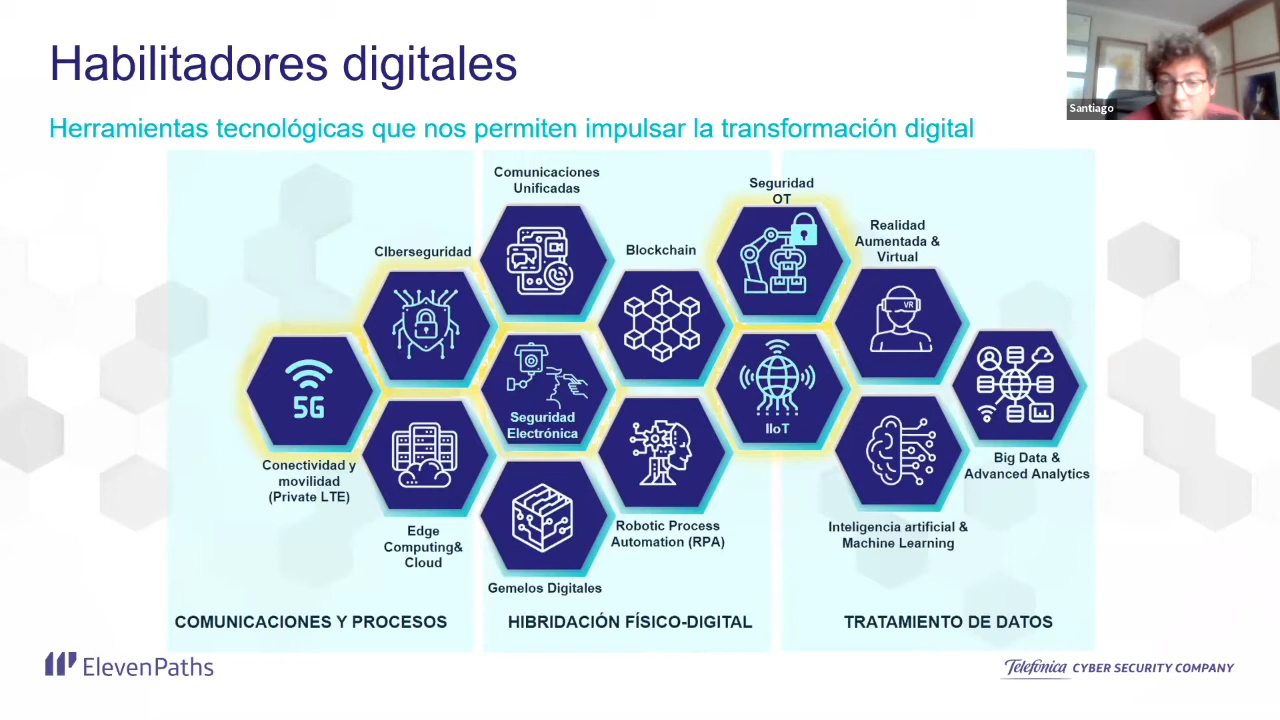 Habilitadores digitales
Santiago
Herramientas tecnológicas que nos permiten impulsar la transformación digital
Comunicaciones
Unificadas
Seguridad
OT
Realidad
Aumentada &
Virtual
CIberseguridad
Blockchain
VR
5G
Seguridad
Electrónica
IIoT
Conectividad y
movilidad
(Private LTE)
Big Data &
Advanced Analytics
Edge
Computing&
Cloud
Robotic Process
Automation (RPA)
Inteligencia artificial &
Machine Learning
Gemelos Digitales
COMUNICACIONES Y PROCESOS
HIBRIDACIÓN FÍSICO-DIGITAL
TRATAMIENTO DE DATOS
ElevenPaths
Telefónica CYBER SECURITY COMPANY